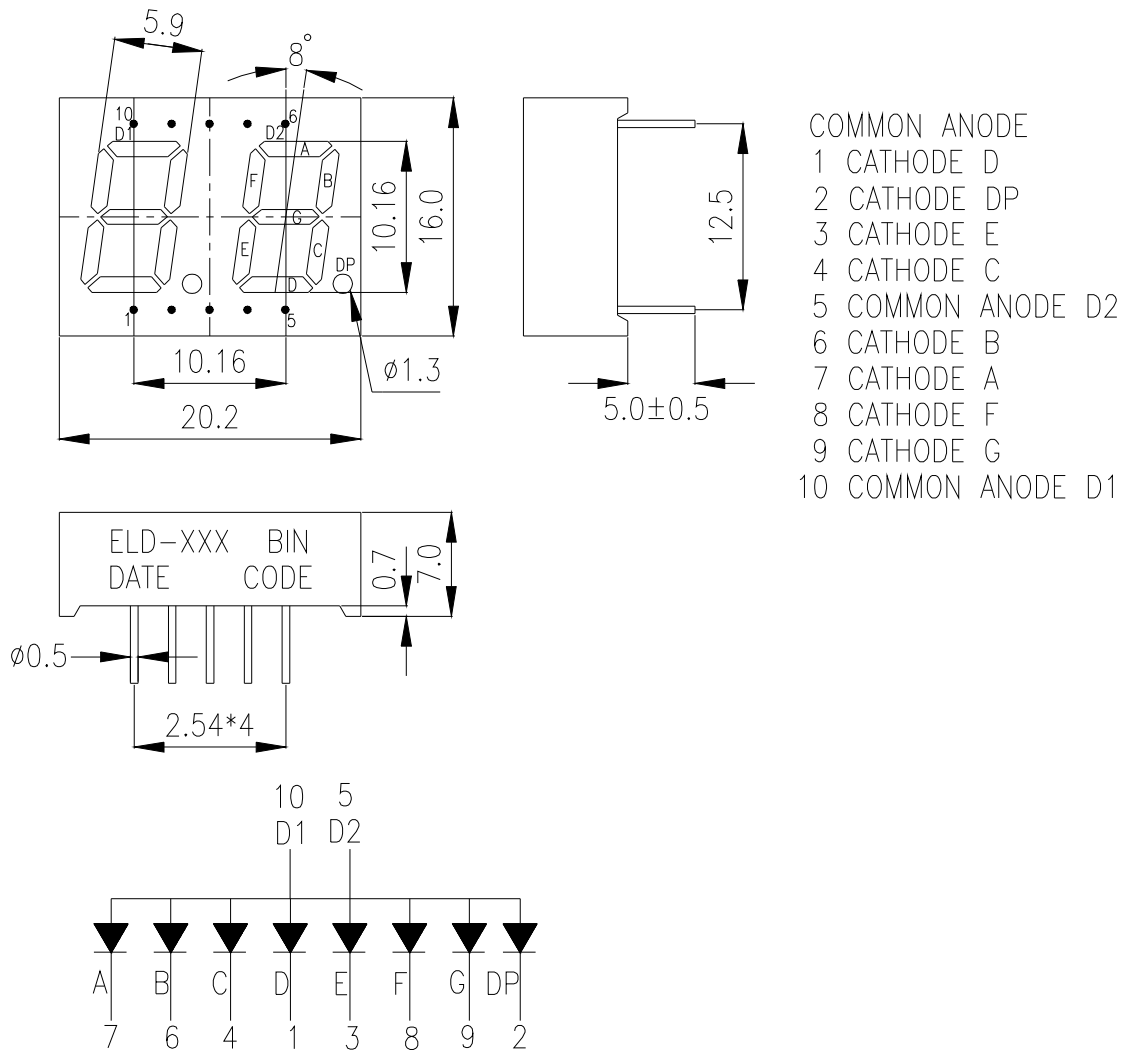 5.9
8°
10
6
D1
D2
A
F
B
G
E
C
D
DP
1
5
10.16
16.0
10.16
20.2
ø1.3
12.5
5.0±0.5
COMMON ANODE
1 CATHODE D
2 CATHODE DP
3 CATHODE E
4 CATHODE C
5 COMMON ANODE D2
6 CATHODE B
7 CATHODE A
8 CATHODE F
9 CATHODE G
10 COMMON ANODE D1
ELD-XXX BIN
DATE CODE
0.7
7.0
ø0.5
2.54*4
10 5
D1 D2
A B C D E F G DP
7 6 4 1 3 8 9 2